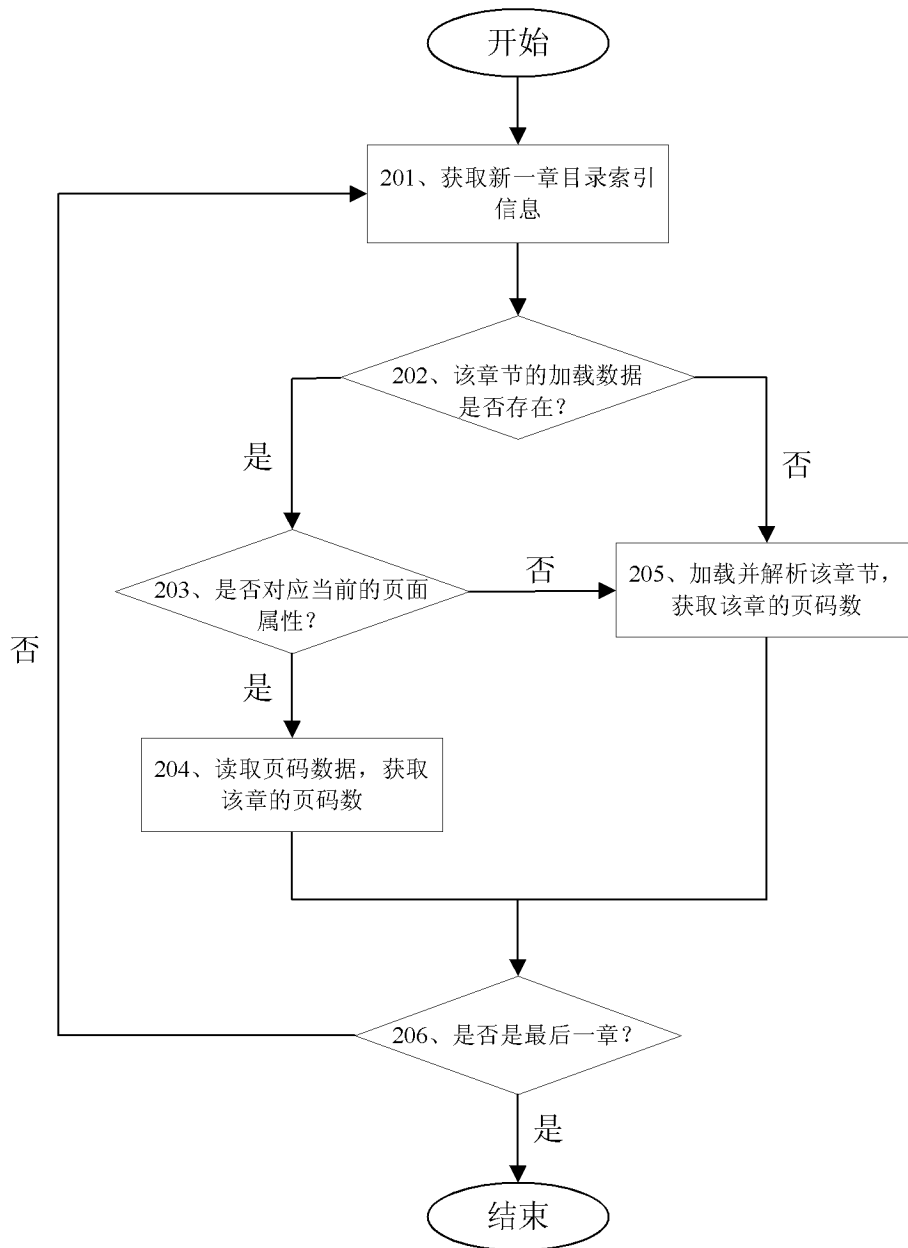 开始
201、获取新一章目录索引
信息
202、该章节的加载数据
是否存在？
是
否
203、是否对应当前的页面
属性？
否
205、加载并解析该章节，
获取该章的页码数
否
是
204、读取页码数据，获取
该章的页码数
206、是否是最后一章？
是
结束